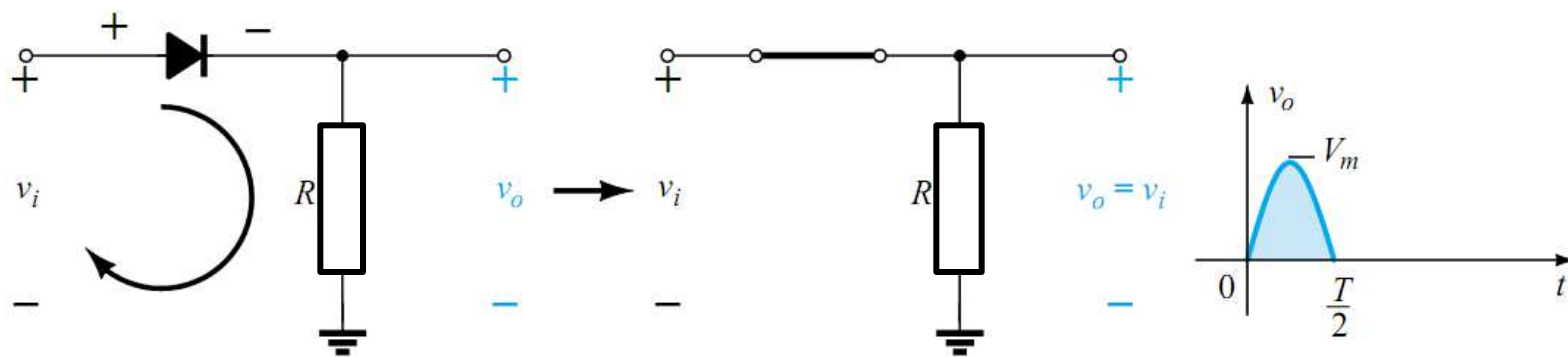 + −
+ + + +
v_o
V_m
v_i R v_o v_i R v_o = v_i
− − − −
0 T/2 t